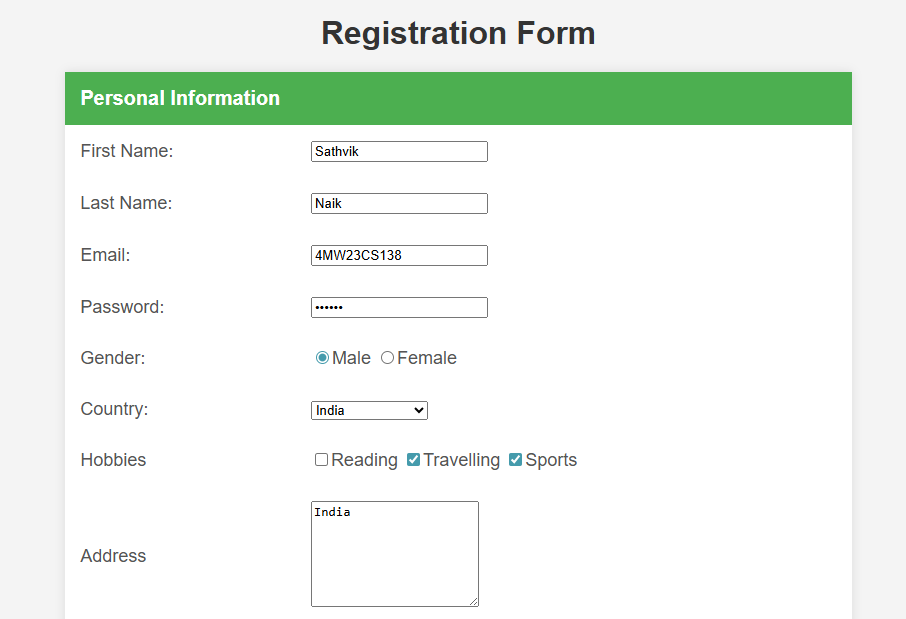 Registration Form
Personal Information
First Name: Sathvik
Last Name: Naik
Email: 4MW23CS138
Password: ••••••
Gender: Male Female
Country: India
Hobbies Reading Travelling Sports
India
Address